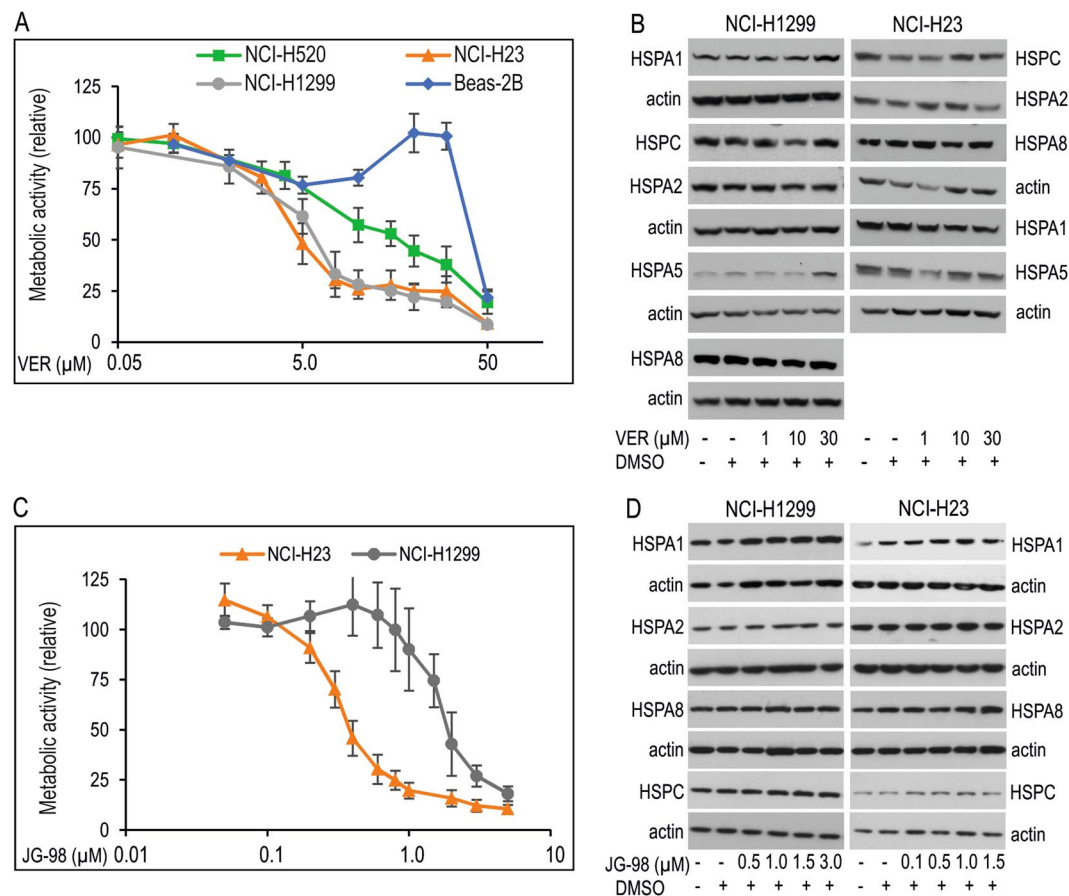 A
NCI-H520
NCI-H23
NCI-H1299
Beas-2B
Metabolic activity (relative)
125
100
75
50
25
0
VER (µM)
0.05
5.0
50
B
NCI-H1299
NCI-H23
HSPA1
HSPC
actin
HSPA2
HSPC
HSPA8
HSPA2
actin
actin
HSPA1
HSPA5
HSPA5
actin
actin
HSPA8
actin
VER (µM) - - 1 10 30 - - 1 10 30
DMSO - + + + + - + + + +
C
NCI-H23
NCI-H1299
Metabolic activity (relative)
125
100
75
50
25
0
JG-98 (µM)
0.01
0.1
1.0
10
D
NCI-H1299
NCI-H23
HSPA1
HSPA1
actin
actin
HSPA2
HSPA2
actin
actin
HSPA8
HSPA8
actin
actin
HSPC
HSPC
actin
actin
JG-98 (µM) - - 0.5 1.0 1.5 3.0 - - 0.1 0.5 1.0 1.5
DMSO - + + + + + - + + + + +